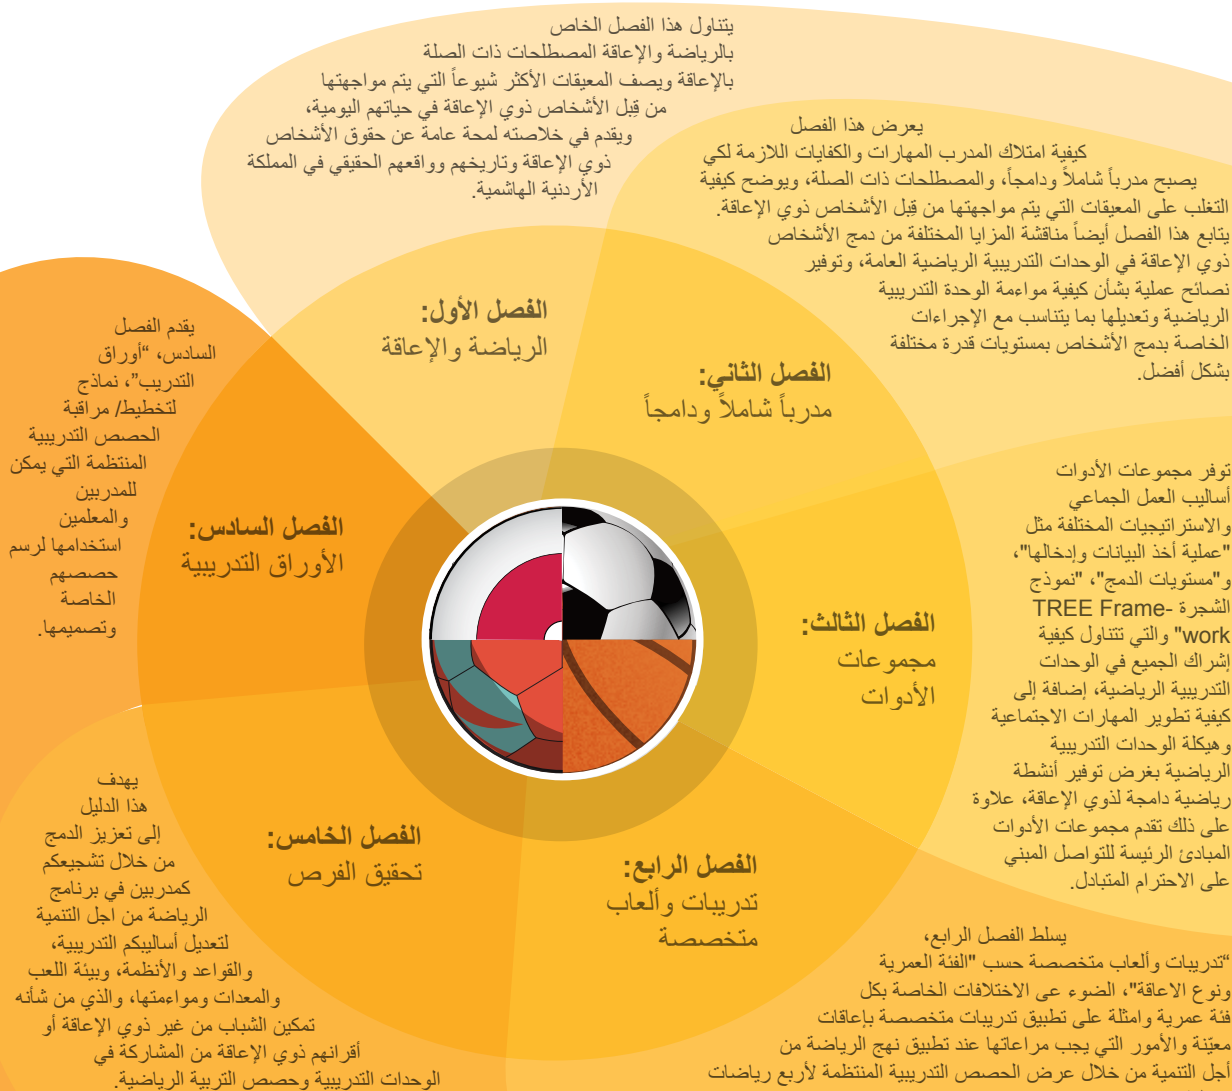 يتناول هذا الفصل الخاص
بالرياضة والإعاقة المصطلحات ذات الصلة
بالإعاقة ويصف المعيقات الأكثر شيوعاً التي يتم مواجهتها
من قِبل الأشخاص ذوي الإعاقة في حياتهم اليومية،
ويقدم في خلاصته لمحة عامة عن حقوق الأشخاص
ذوي الإعاقة وتاريخهم وواقعهم الحقيقي في المملكة
الأردنية الهاشمية.
يعرض هذا الفصل
كيفية امتلاك المدرب المهارات والكفايات اللازمة لكي
يصبح مدرباً شاملاً ودامجاً، والمصطلحات ذات الصلة، ويوضح كيفية
التغلب على المعيقات التي يتم مواجهتها من قِبل الأشخاص ذوي الإعاقة.
يتابع هذا الفصل أيضاً مناقشة المزايا المختلفة من دمج الأشخاص
ذوي الإعاقة في الوحدات التدريبية الرياضية العامة، وتوفير
نصائح عملية بشأن كيفية مواءمة الوحدة التدريبية
الرياضية وتعديلها بما يتناسب مع الإجراءات
الخاصة بدمج الأشخاص بمستويات قدرة مختلفة
بشكل أفضل.
الفصل الأول:
الرياضة والإعاقة
الفصل الثاني:
مدرباً شاملاً ودامجاً
توفر مجموعات الأدوات
أساليب العمل الجماعي
والاستراتيجيات المختلفة مثل
"عملية أخذ البيانات وإدخالها"،
و"مستويات الدمج"، "نموذج
الشجرة TREE Frame-
work" والتي تتناول كيفية
إشراك الجميع في الوحدات
التدريبية الرياضية، إضافة إلى
كيفية تطوير المهارات الاجتماعية
وهيكلة الوحدات التدريبية
الرياضية بغرض توفير أنشطة
رياضية دامجة لذوي الإعاقة، علاوة
على ذلك تقدم مجموعات الأدوات
المبادئ الرئيسة للتواصل المبني
على الاحترام المتبادل.
الفصل الثالث:
مجموعات
الأدوات
يسلط الفصل الرابع،
“تدريبات وألعاب متخصصة حسب "الفئة العمرية
ونوع الاعاقة"، الضوء عى الاختلافات الخاصة بكل
فئة عمرية وامثلة على تطبيق تدريبات متخصصة بإعاقات
معيّنة والأمور التي يجب مراعاتها عند تطبيق نهج الرياضة من
أجل التنمية من خلال عرض الحصص التدريبية المنتظمة لأربع رياضات
الفصل الرابع:
تدريبات وألعاب
متخصصة
الفصل الخامس:
تحقيق الفرص
يهدف
هذا الدليل
إلى تعزيز الدمج
من خلال تشجيعكم
كمدربين في برنامج
الرياضة من اجل التنمية
لتعديل أساليبكم التدريبية،
والقواعد والأنظمة، وبيئة اللعب
والمعدات ومواءمتها، والذي من شأنه
تمكين الشباب من غير ذوي الإعاقة أو
أقرانهم ذوي الإعاقة من المشاركة في
الوحدات التدريبية وحصص التربية الرياضية.
الفصل السادس:
الأوراق التدريبية
يقدم الفصل
السادس، “أوراق
التدريب”، نماذج
لتخطيط/ مراقبة
الحصص التدريبية
المنتظمة التي يمكن
للمدربين
والمعلمين
استخدامها لرسم
حصصهم
الخاصة
وتصميمها.